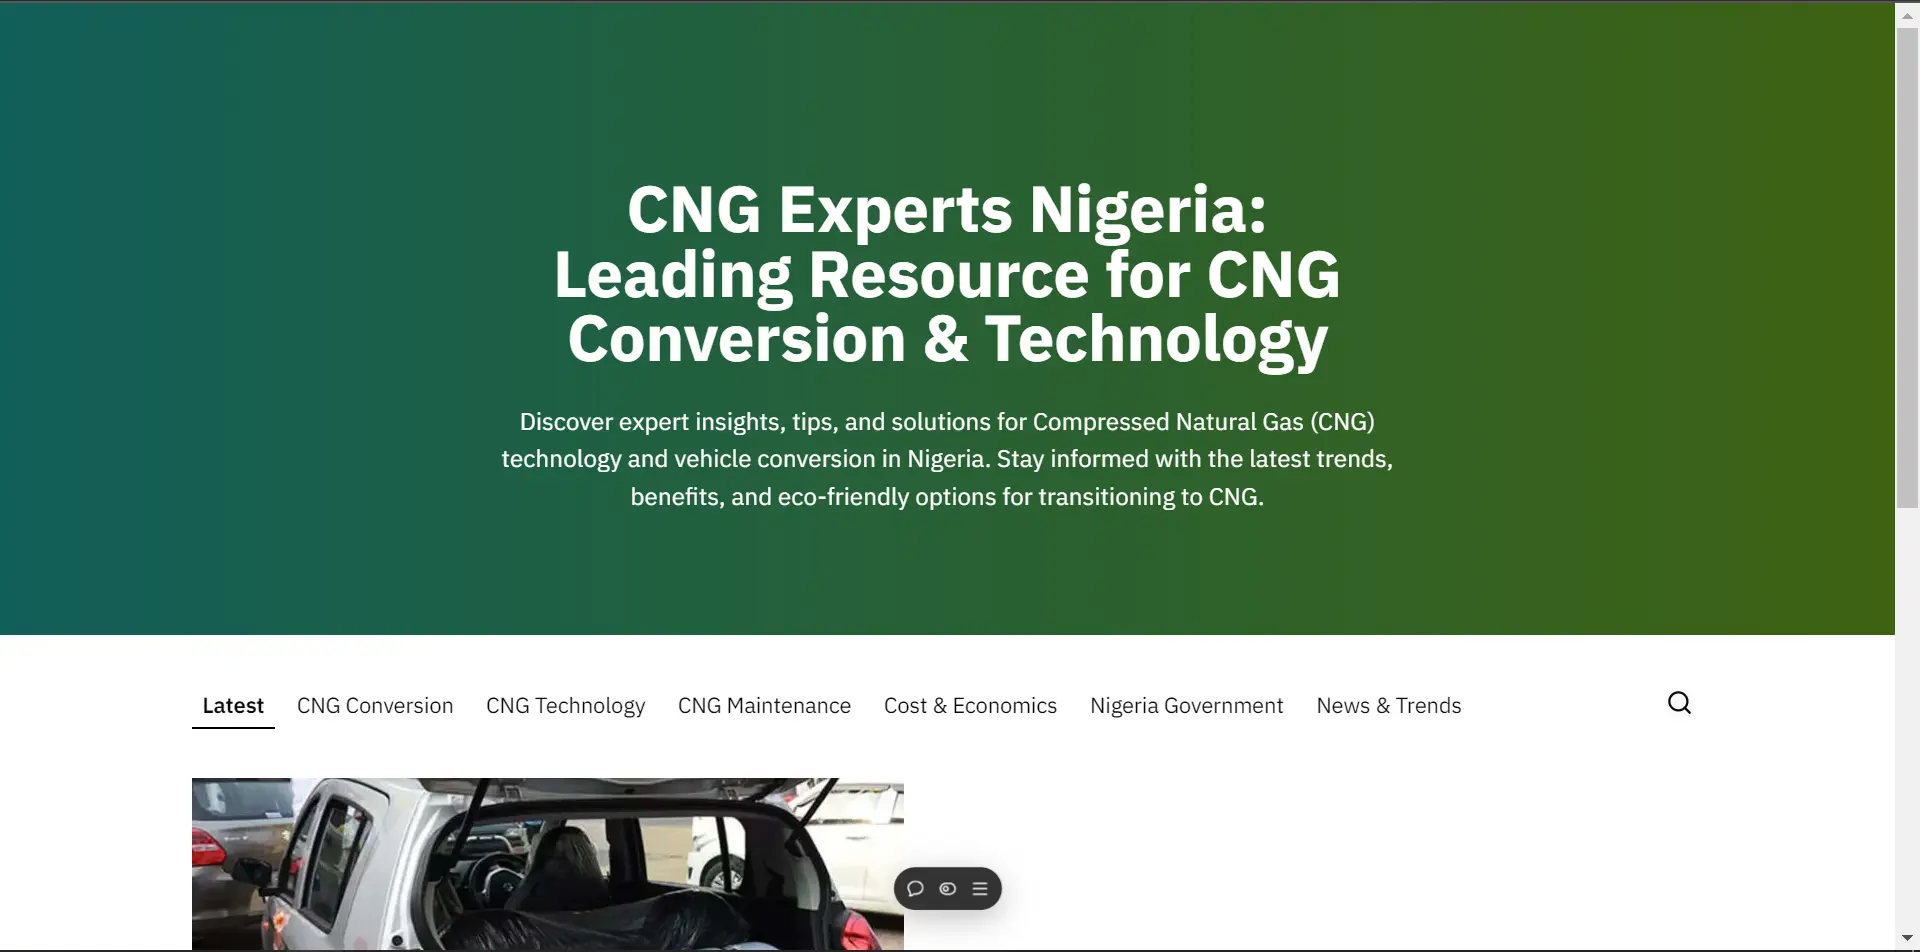 CNG Experts Nigeria:
Leading Resource for CNG
Conversion & Technology
Discover expert insights, tips, and solutions for Compressed Natural Gas (CNG)
technology and vehicle conversion in Nigeria. Stay informed with the latest trends,
benefits, and eco-friendly options for transitioning to CNG.
Latest CNG Conversion CNG Technology CNG Maintenance Cost & Economics Nigeria Government News & Trends